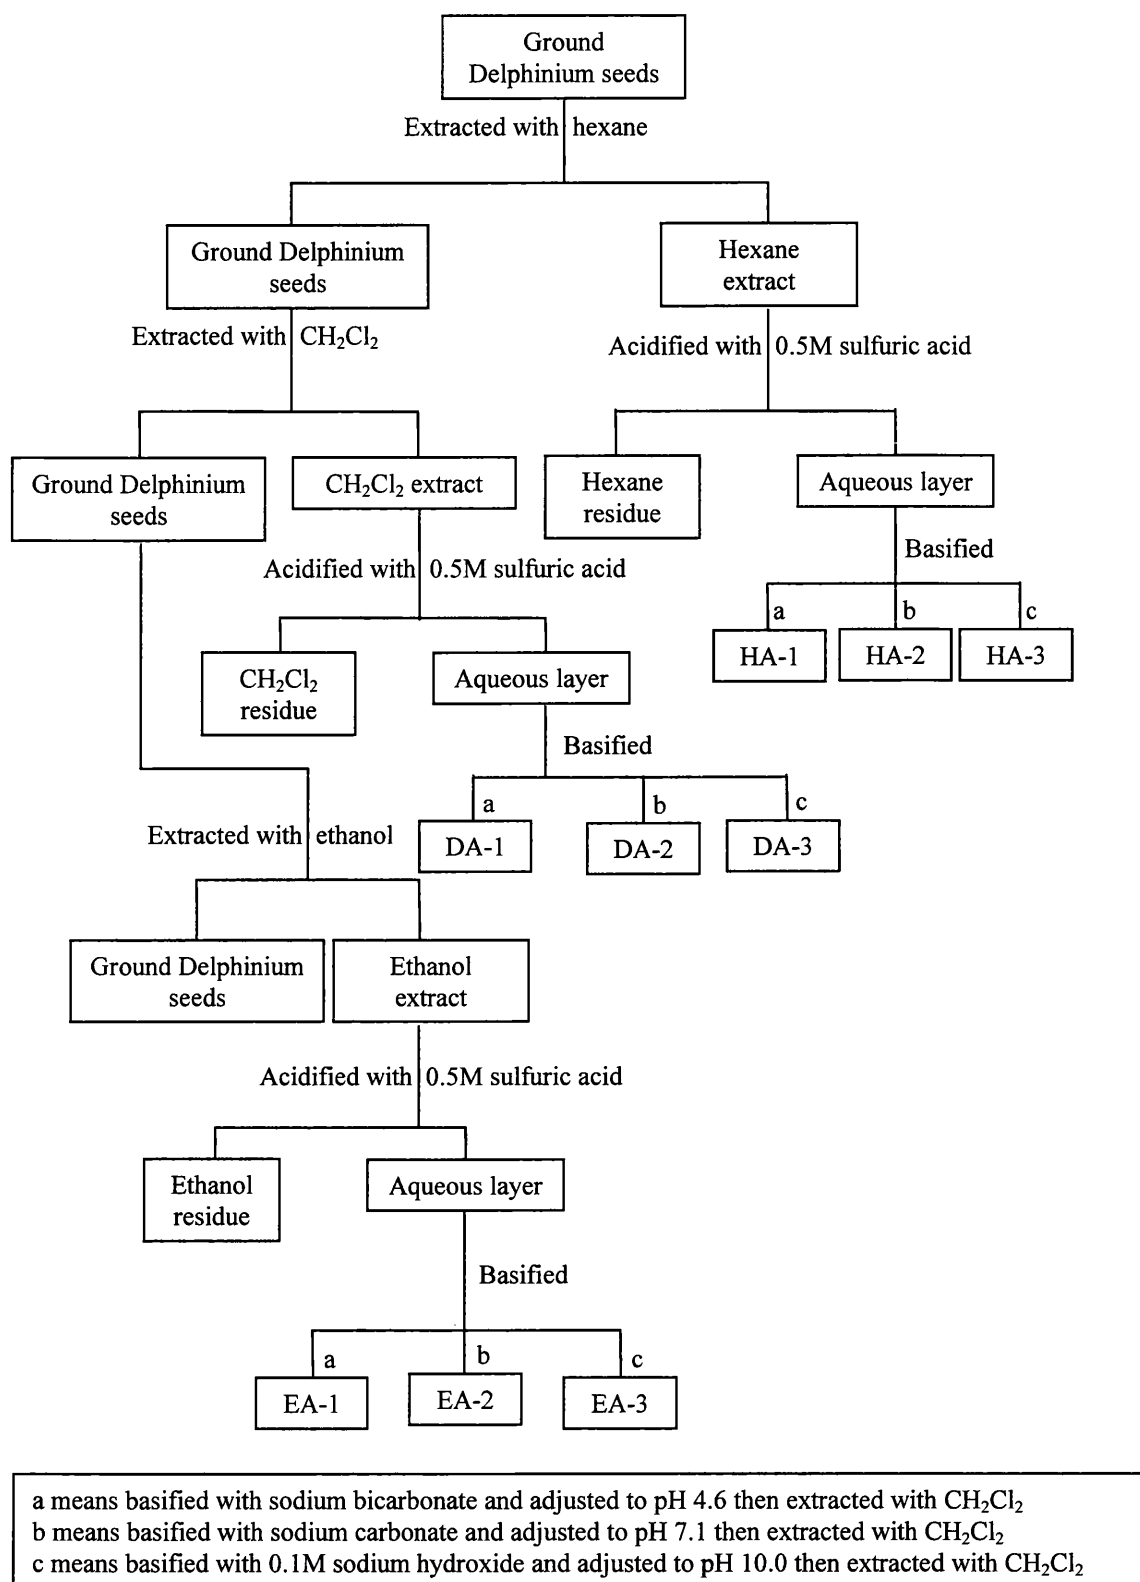 Ground
Delphinium seeds
Extracted with hexane
Ground Delphinium
seeds
Hexane
extract
Extracted with CH₂Cl₂
Acidified with 0.5M sulfuric acid
Ground Delphinium
seeds
CH₂Cl₂ extract
Hexane
residue
Aqueous layer
Basified
Acidified with 0.5M sulfuric acid
a b c
HA-1 HA-2 HA-3
CH₂Cl₂
residue
Aqueous layer
Basified
a b c
Extracted with ethanol
DA-1 DA-2 DA-3
Ground Delphinium
seeds
Ethanol
extract
Acidified with 0.5M sulfuric acid
Ethanol
residue
Aqueous layer
Basified
a b c
EA-1 EA-2 EA-3
a means basified with sodium bicarbonate and adjusted to pH 4.6 then extracted with CH₂Cl₂
b means basified with sodium carbonate and adjusted to pH 7.1 then extracted with CH₂Cl₂
c means basified with 0.1M sodium hydroxide and adjusted to pH 10.0 then extracted with CH₂Cl₂